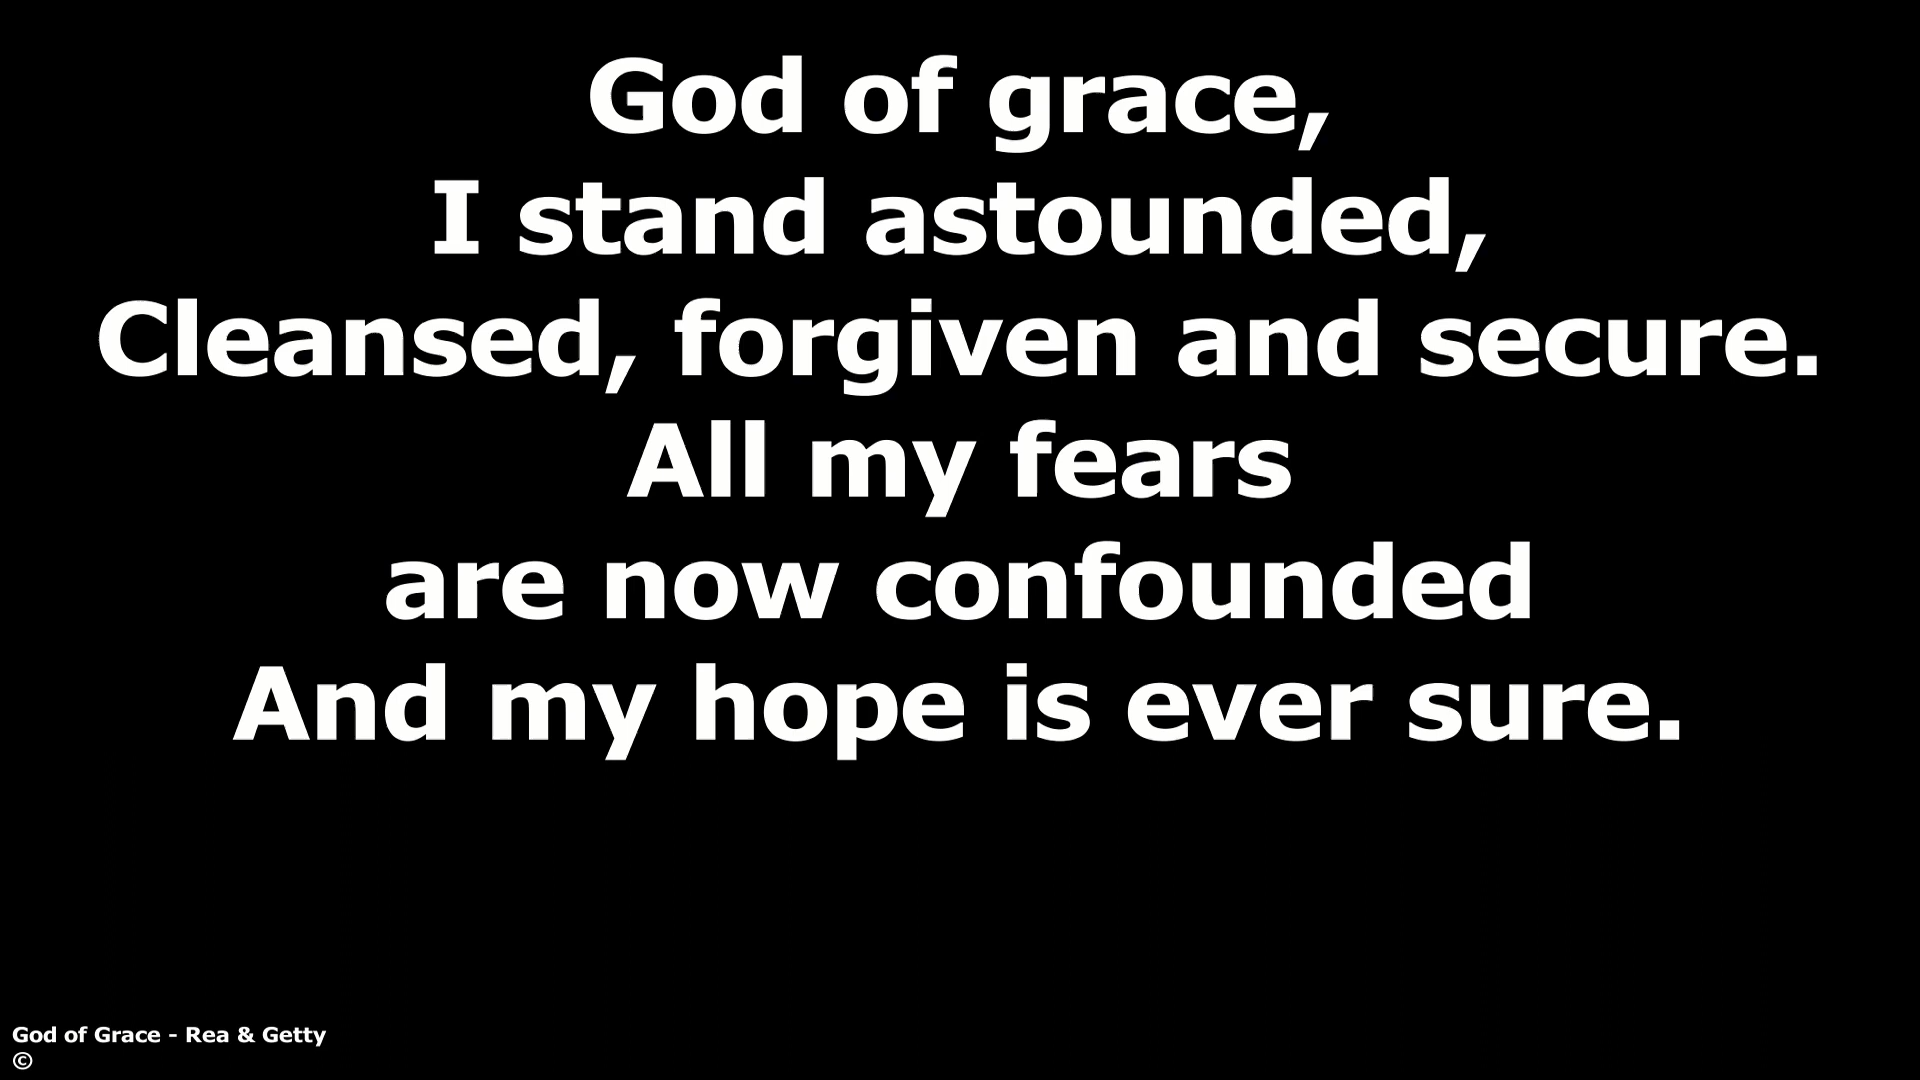 God of grace,
I stand astounded,
Cleansed, forgiven and secure.
All my fears
are now confounded
And my hope is ever sure.
God of Grace - Rea & Getty
©